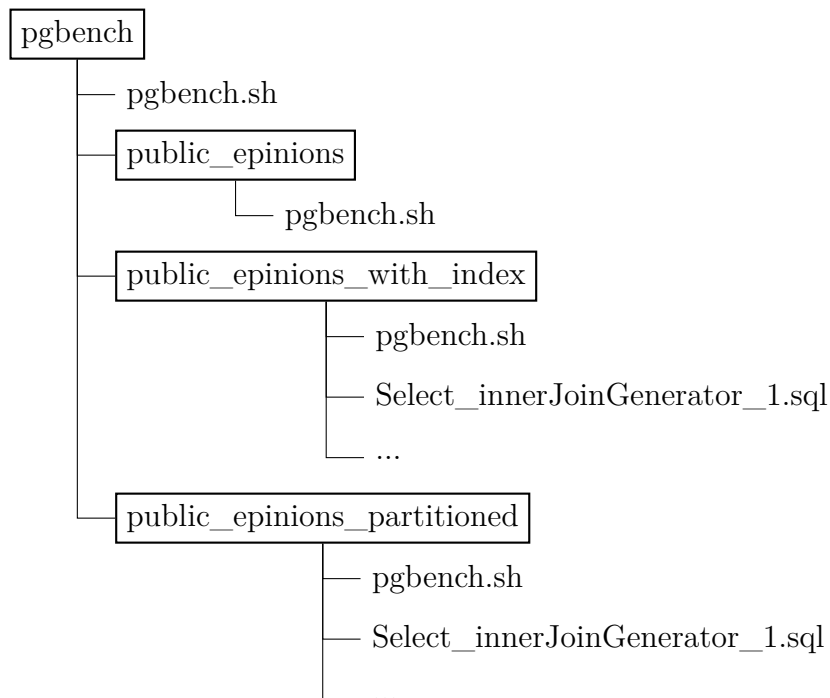 pgbench
pgbench.sh
public_epinions
pgbench.sh
public_epinions_with_index
pgbench.sh
Select_innerJoinGenerator_1.sql
...
public_epinions_partitioned
pgbench.sh
Select_innerJoinGenerator_1.sql